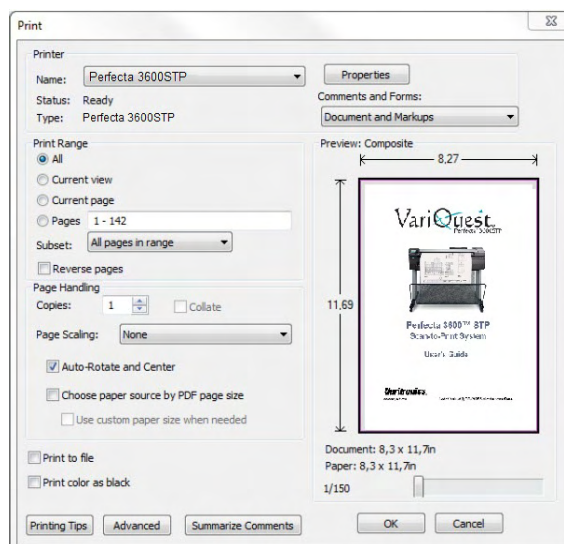 Print
Printer
Name: Perfecta 3600STP
Properties
Status: Ready
Comments and Forms:
Type: Perfecta 3600STP
Document and Markups
Print Range
All
Current view
Current page
Pages 1 - 142
Subset: All pages in range
Reverse pages
Page Handling
Copies: 1
Collate
Page Scaling: None
Auto-Rotate and Center
Choose paper source by PDF page size
Use custom paper size when needed
Print to file
Print color as black
Printing Tips
Advanced
Summarize Comments
Preview: Composite
8,27
11,69
VariQuest
Perfecta 3600STP
Perfecta 3600™ STP
Scan-to-Print System
User's Guide
Varitronics
Document: 8,3 x 11,7in
Paper: 8,3 x 11,7in
1/150
OK
Cancel